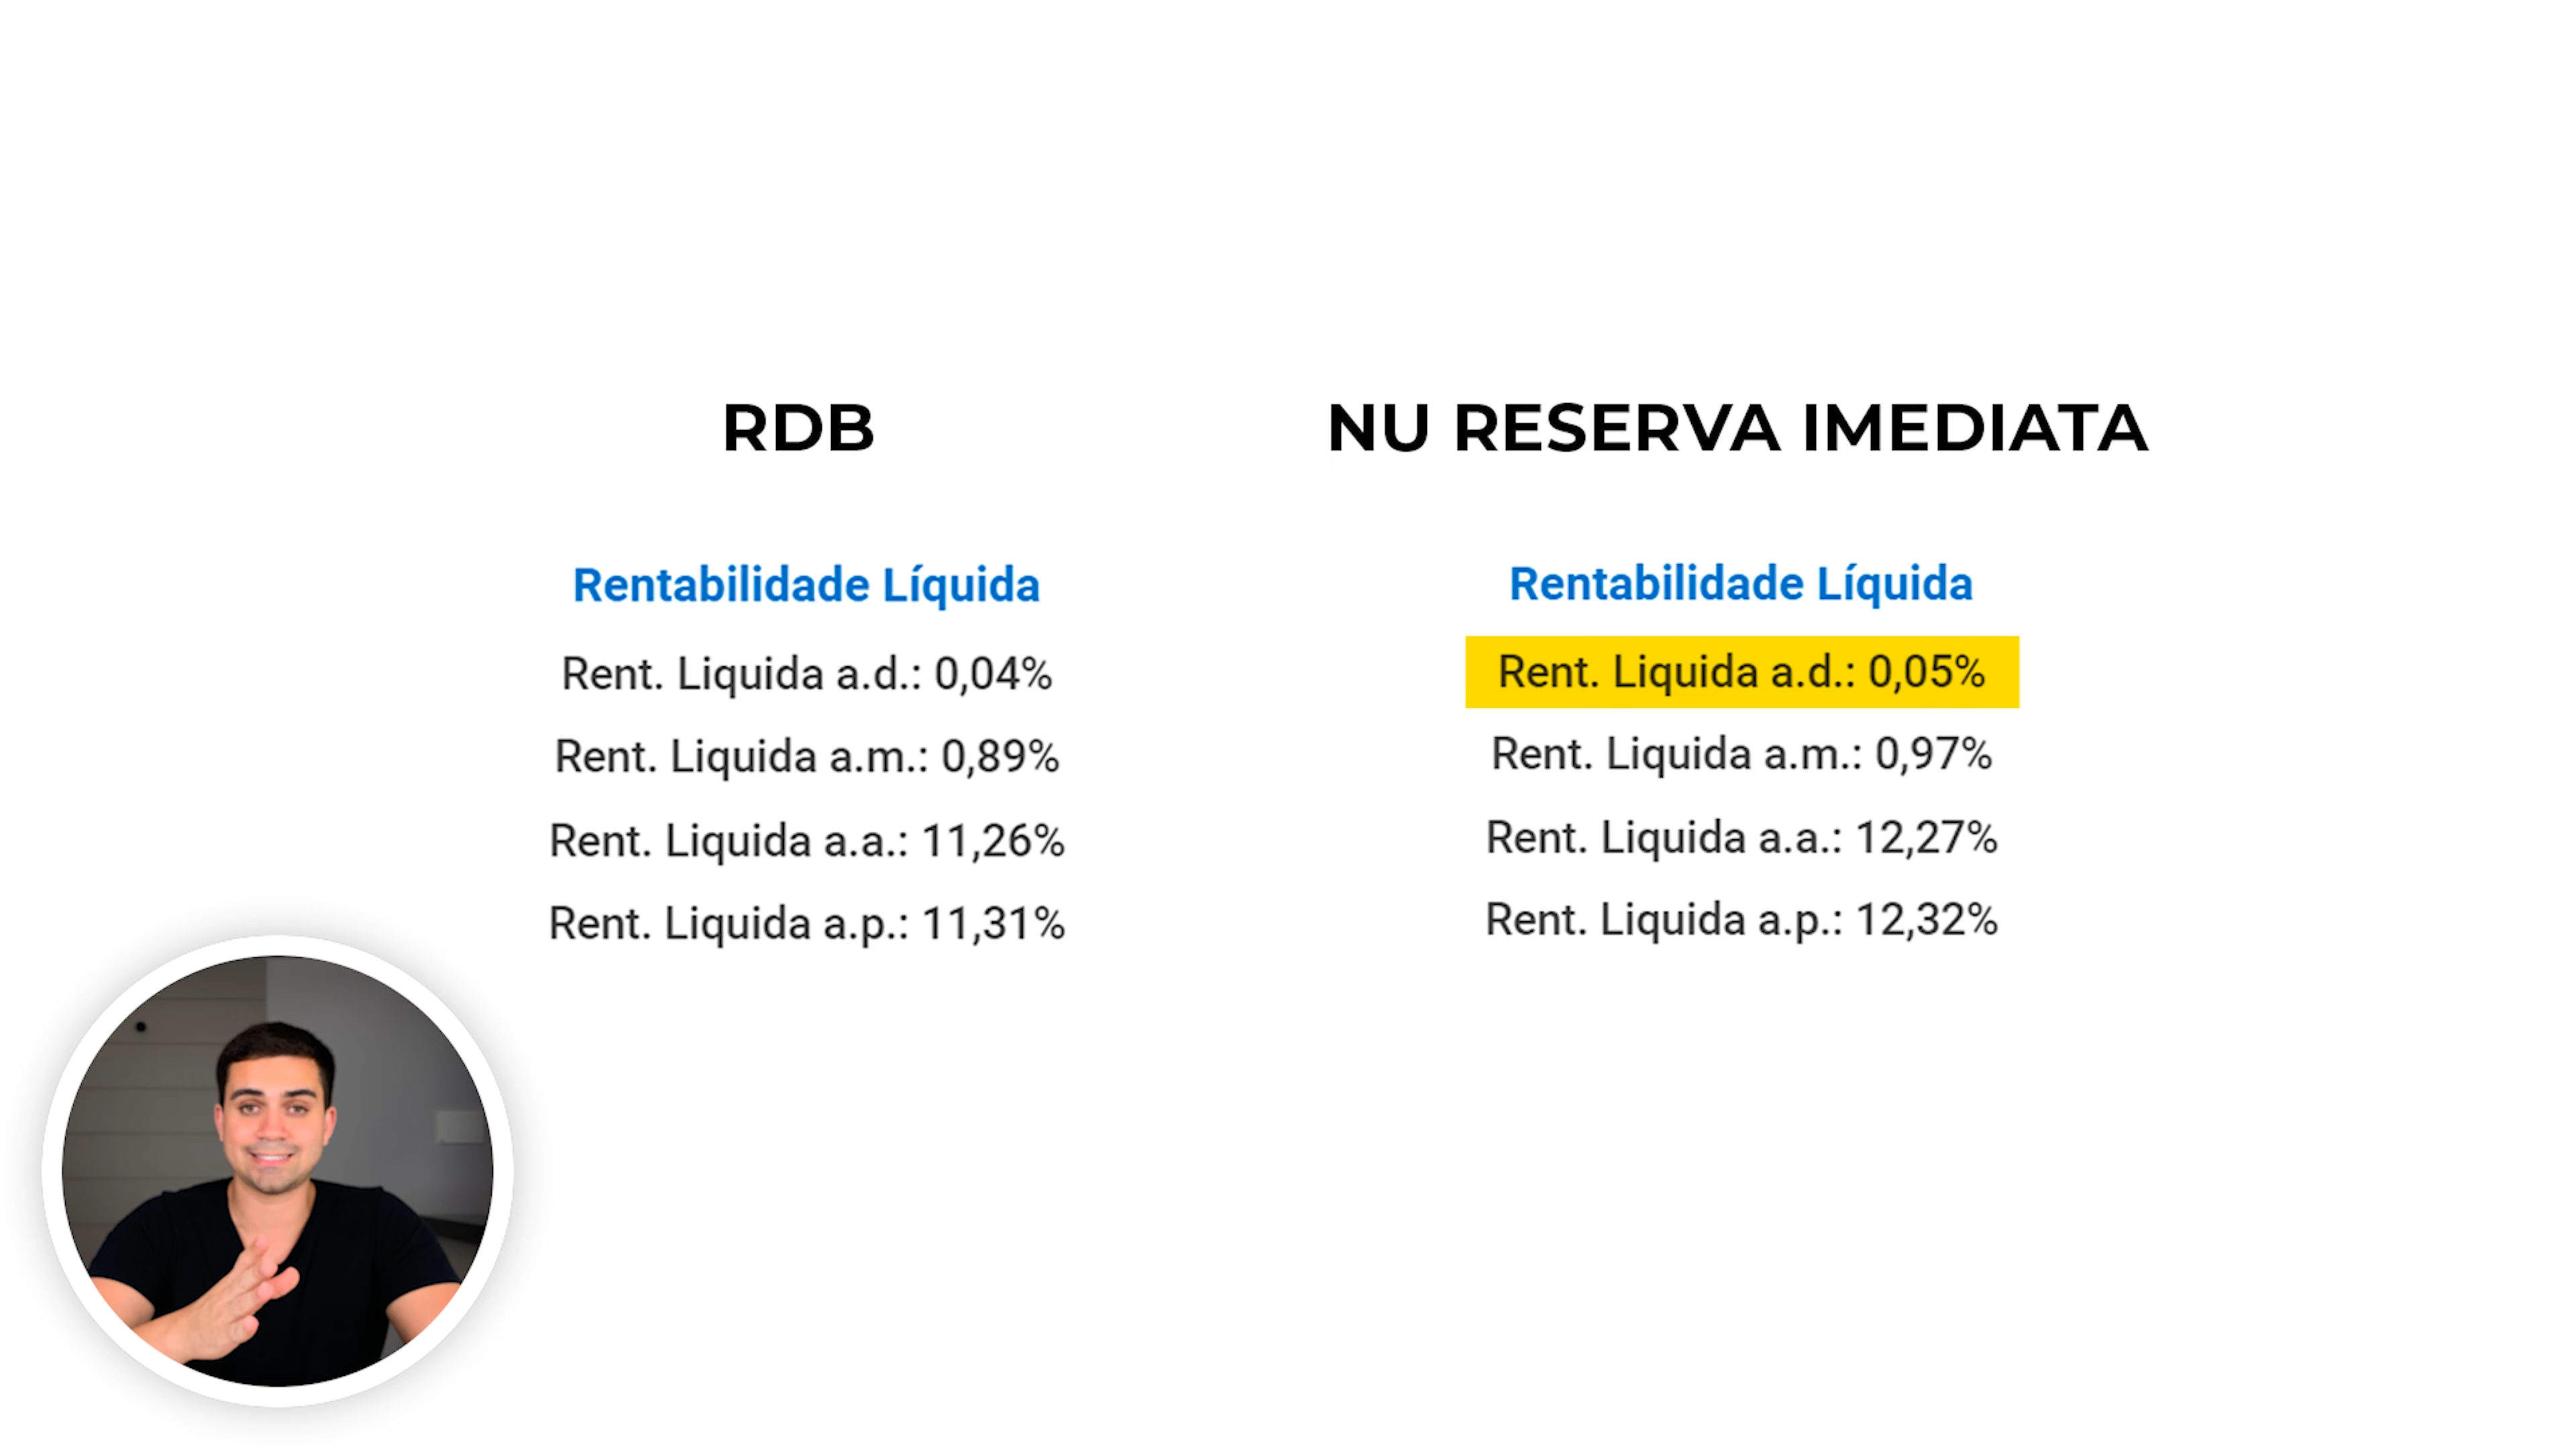 RDB
Rentabilidade Líquida
Rent. Liquida a.d.: 0,04%
Rent. Liquida a.m.: 0,89%
Rent. Liquida a.a.: 11,26%
Rent. Liquida a.p.: 11,31%
NU RESERVA IMEDIATA
Rentabilidade Líquida
Rent. Liquida a.d.: 0,05%
Rent. Liquida a.m.: 0,97%
Rent. Liquida a.a.: 12,27%
Rent. Liquida a.p.: 12,32%